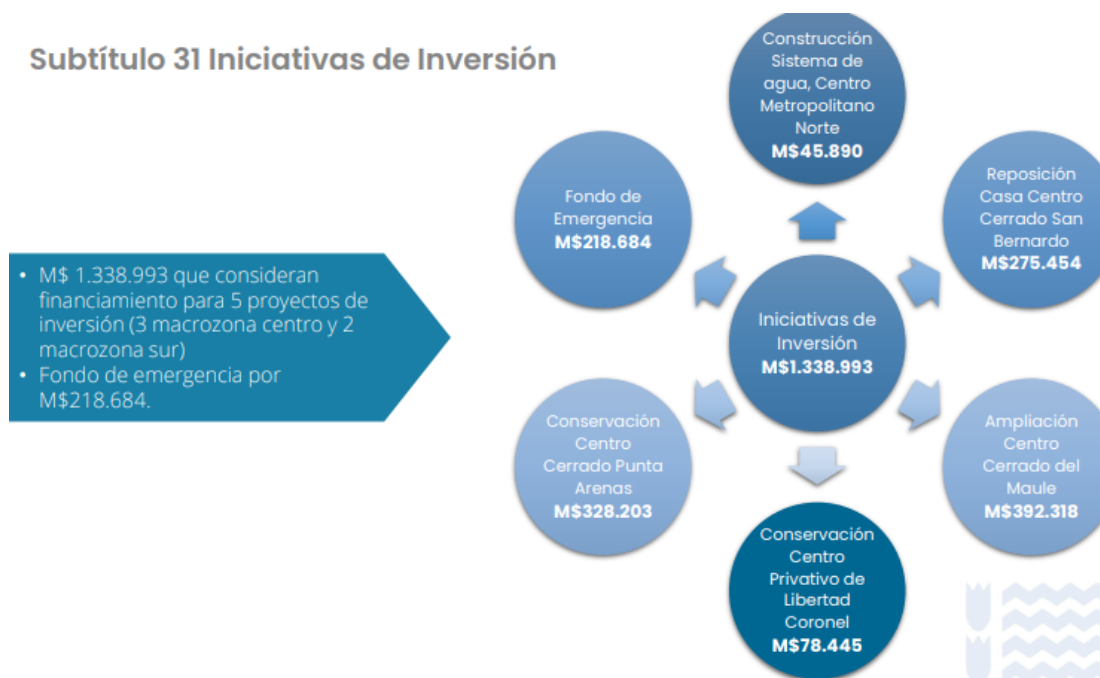 Subtítulo 31 Iniciativas de Inversión
• M$ 1.338.993 que consideran
financiamiento para 5 proyectos de
inversión (3 macrozona centro y 2
macrozona sur)
• Fondo de emergencia por
M$218.684.
Construcción
Sistema de
agua, Centro
Metropolitano
Norte
M$45.890
Reposición
Casa Centro
Cerrado San
Bernardo
M$275.454
Ampliación
Centro
Cerrado del
Maule
M$392.318
Conservación
Centro
Privativo de
Libertad
Coronel
M$78.445
Conservación
Centro
Cerrado Punta
Arenas
M$328.203
Fondo de
Emergencia
M$218.684
Iniciativas de
Inversión
M$1.338.993